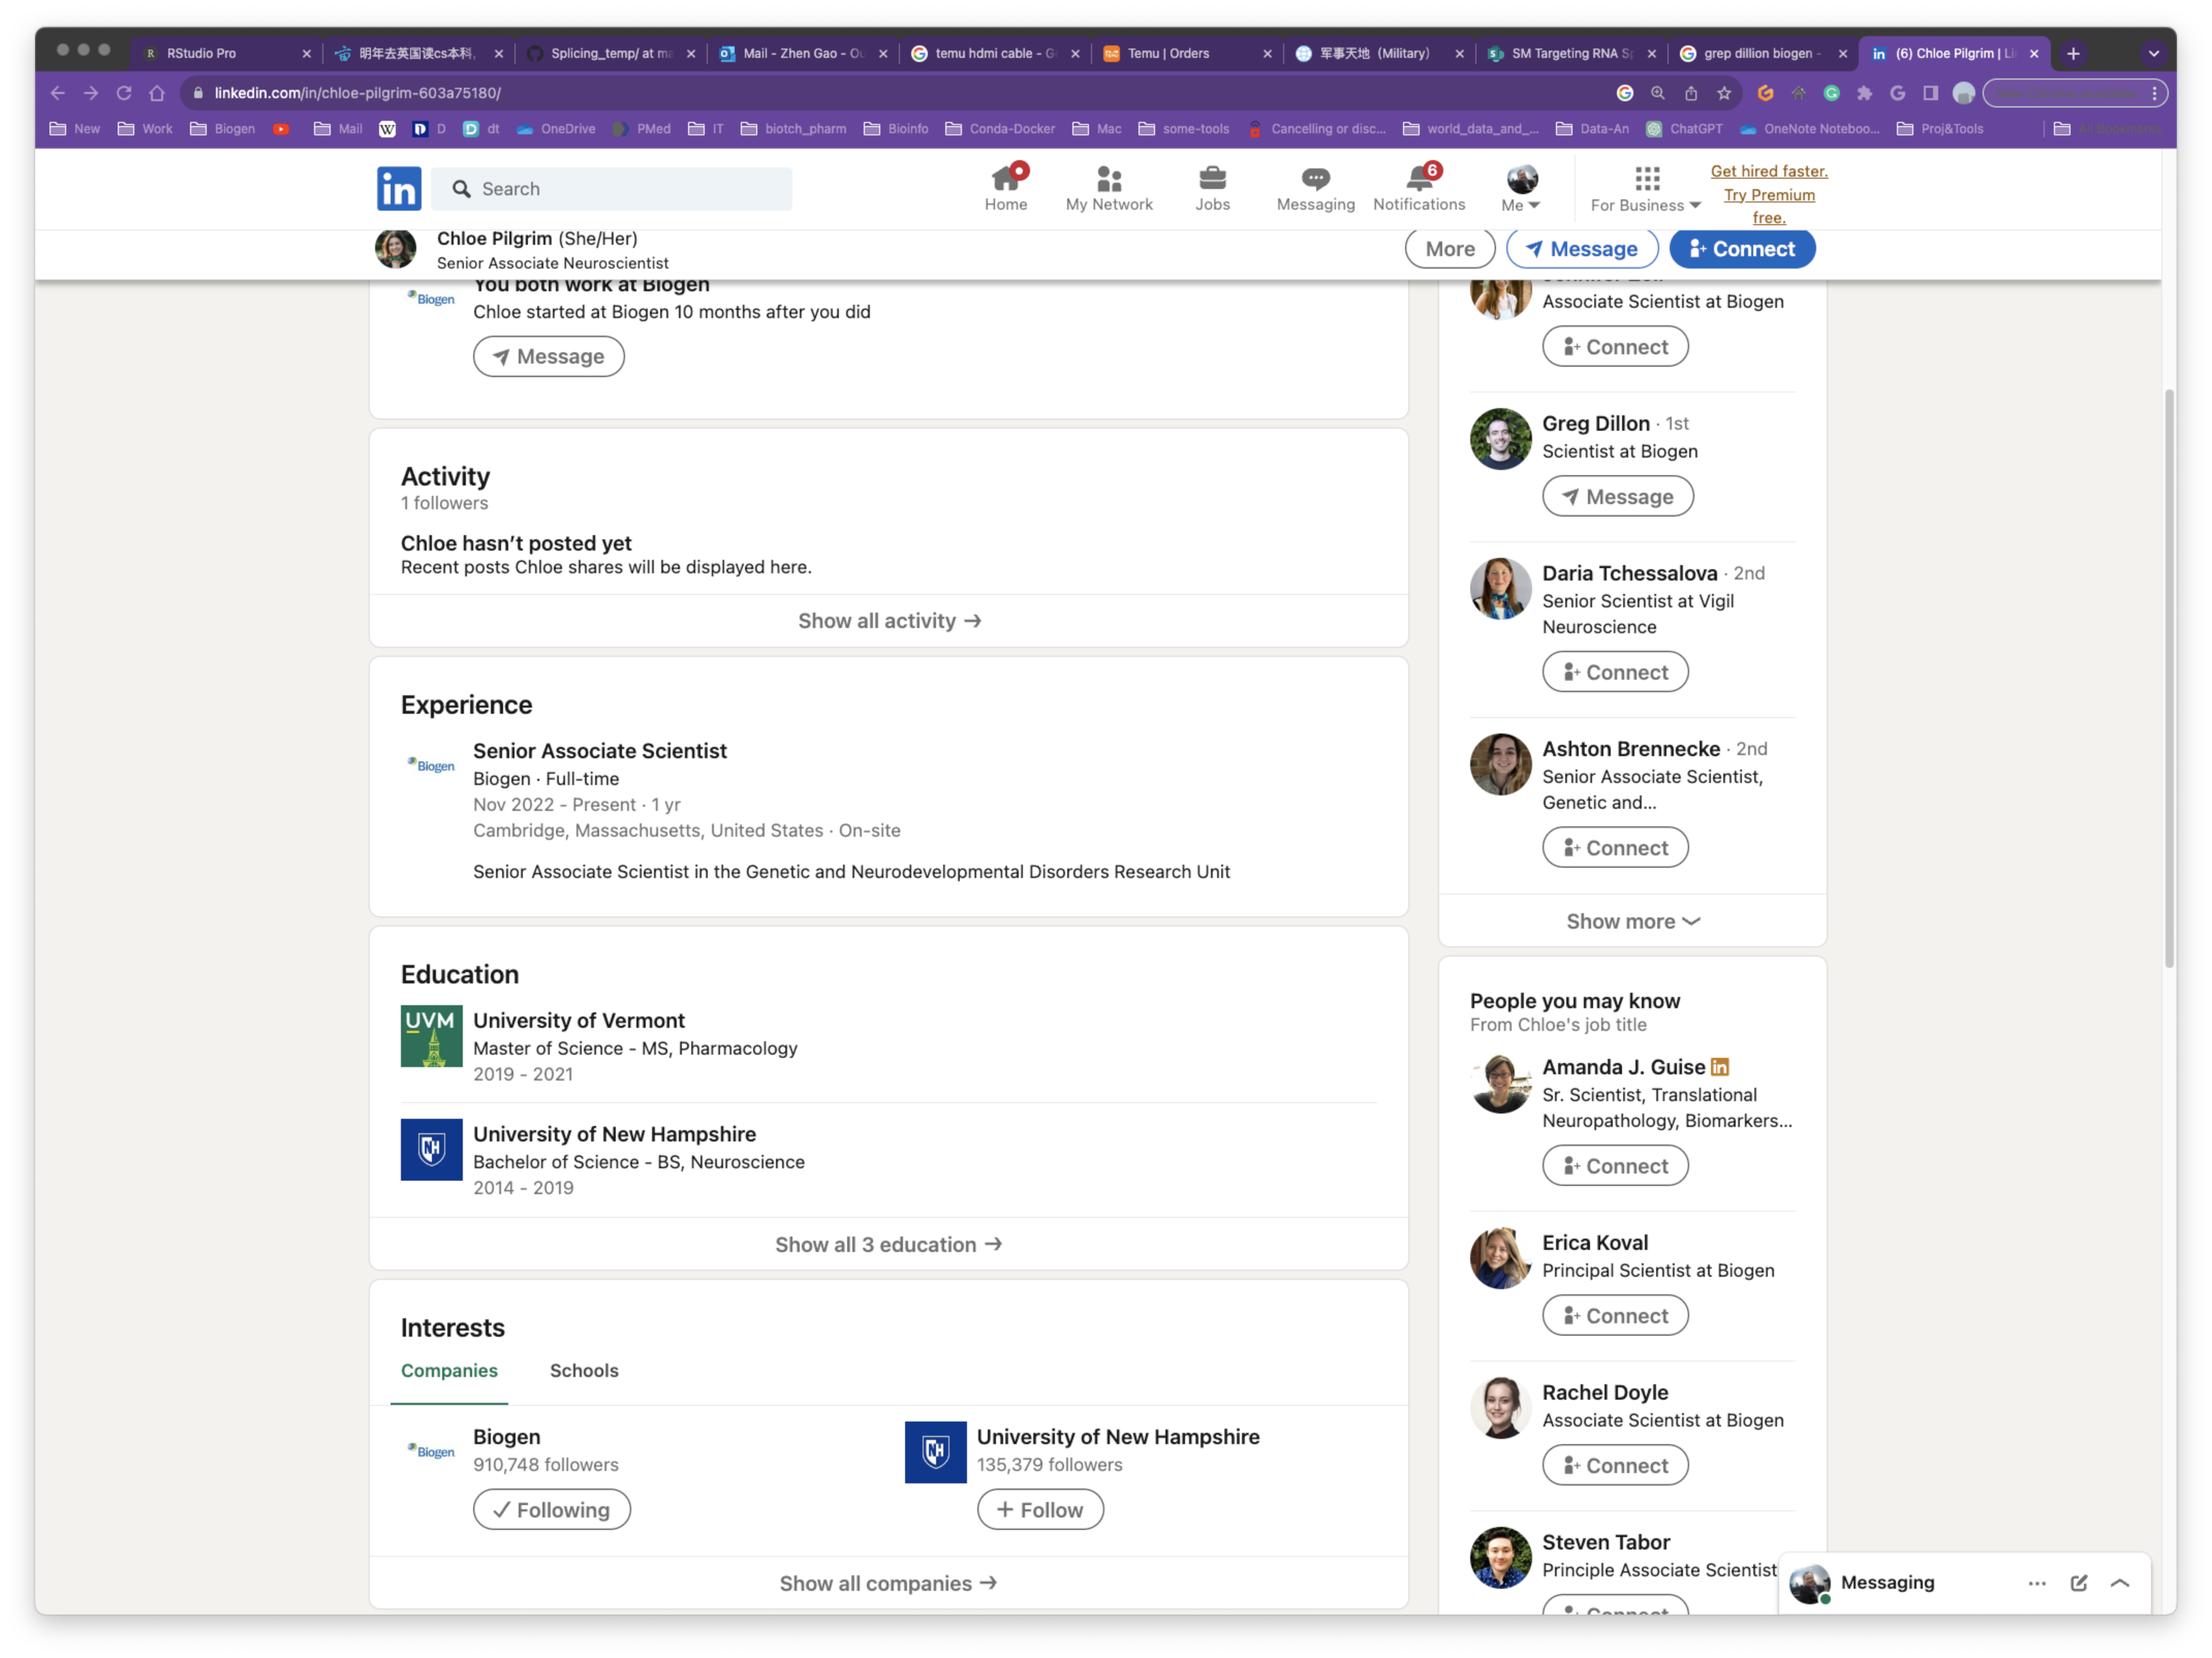 RStudio Pro
明年去英国读cs本科,
Splicing_temp/ at ma
Mail - Zhen Gao - Ou
temu hdmi cable - G
Temu | Orders
军事天地 (Military)
SM Targeting RNA Sp
grep dillion biogen -
(6) Chloe Pilgrim | Li
linkedin.com/in/chloe-pilgrim-603a75180/
New
Work
Biogen
Mail
D
dt
OneDrive
PMed
IT
biotch_pharm
Bioinfo
Conda-Docker
Mac
some-tools
Cancelling or disc...
world_data_and_...
Data-An
ChatGPT
OneNote Noteboo...
Proj&Tools
All Bookmarks
in
Search
Home
My Network
Jobs
Messaging
6
Notifications
Me
For Business
Get hired faster.
Try Premium
free.
Chloe Pilgrim (She/Her)
Senior Associate Neuroscientist
More
Message
Connect
Biogen
You both work at Biogen
Chloe started at Biogen 10 months after you did
Message
Activity
1 followers
Chloe hasn't posted yet
Recent posts Chloe shares will be displayed here.
Show all activity →
Experience
Biogen
Senior Associate Scientist
Biogen · Full-time
Nov 2022 - Present · 1 yr
Cambridge, Massachusetts, United States · On-site
Senior Associate Scientist in the Genetic and Neurodevelopmental Disorders Research Unit
Education
UVM
University of Vermont
Master of Science - MS, Pharmacology
2019 - 2021
NH
University of New Hampshire
Bachelor of Science - BS, Neuroscience
2014 - 2019
Show all 3 education →
Interests
Companies
Schools
Biogen
Biogen
910,748 followers
Following
NH
University of New Hampshire
135,379 followers
+ Follow
Show all companies →
Associate Scientist at Biogen
Connect
Greg Dillon · 1st
Scientist at Biogen
Message
Daria Tchessalova · 2nd
Senior Scientist at Vigil
Neuroscience
Connect
Ashton Brennecke · 2nd
Senior Associate Scientist,
Genetic and...
Connect
Show more
People you may know
From Chloe's job title
Amanda J. Guise in
Sr. Scientist, Translational
Neuropathology, Biomarkers...
Connect
Erica Koval
Principal Scientist at Biogen
Connect
Rachel Doyle
Associate Scientist at Biogen
Connect
Steven Tabor
Principle Associate Scientist
Connect
Messaging